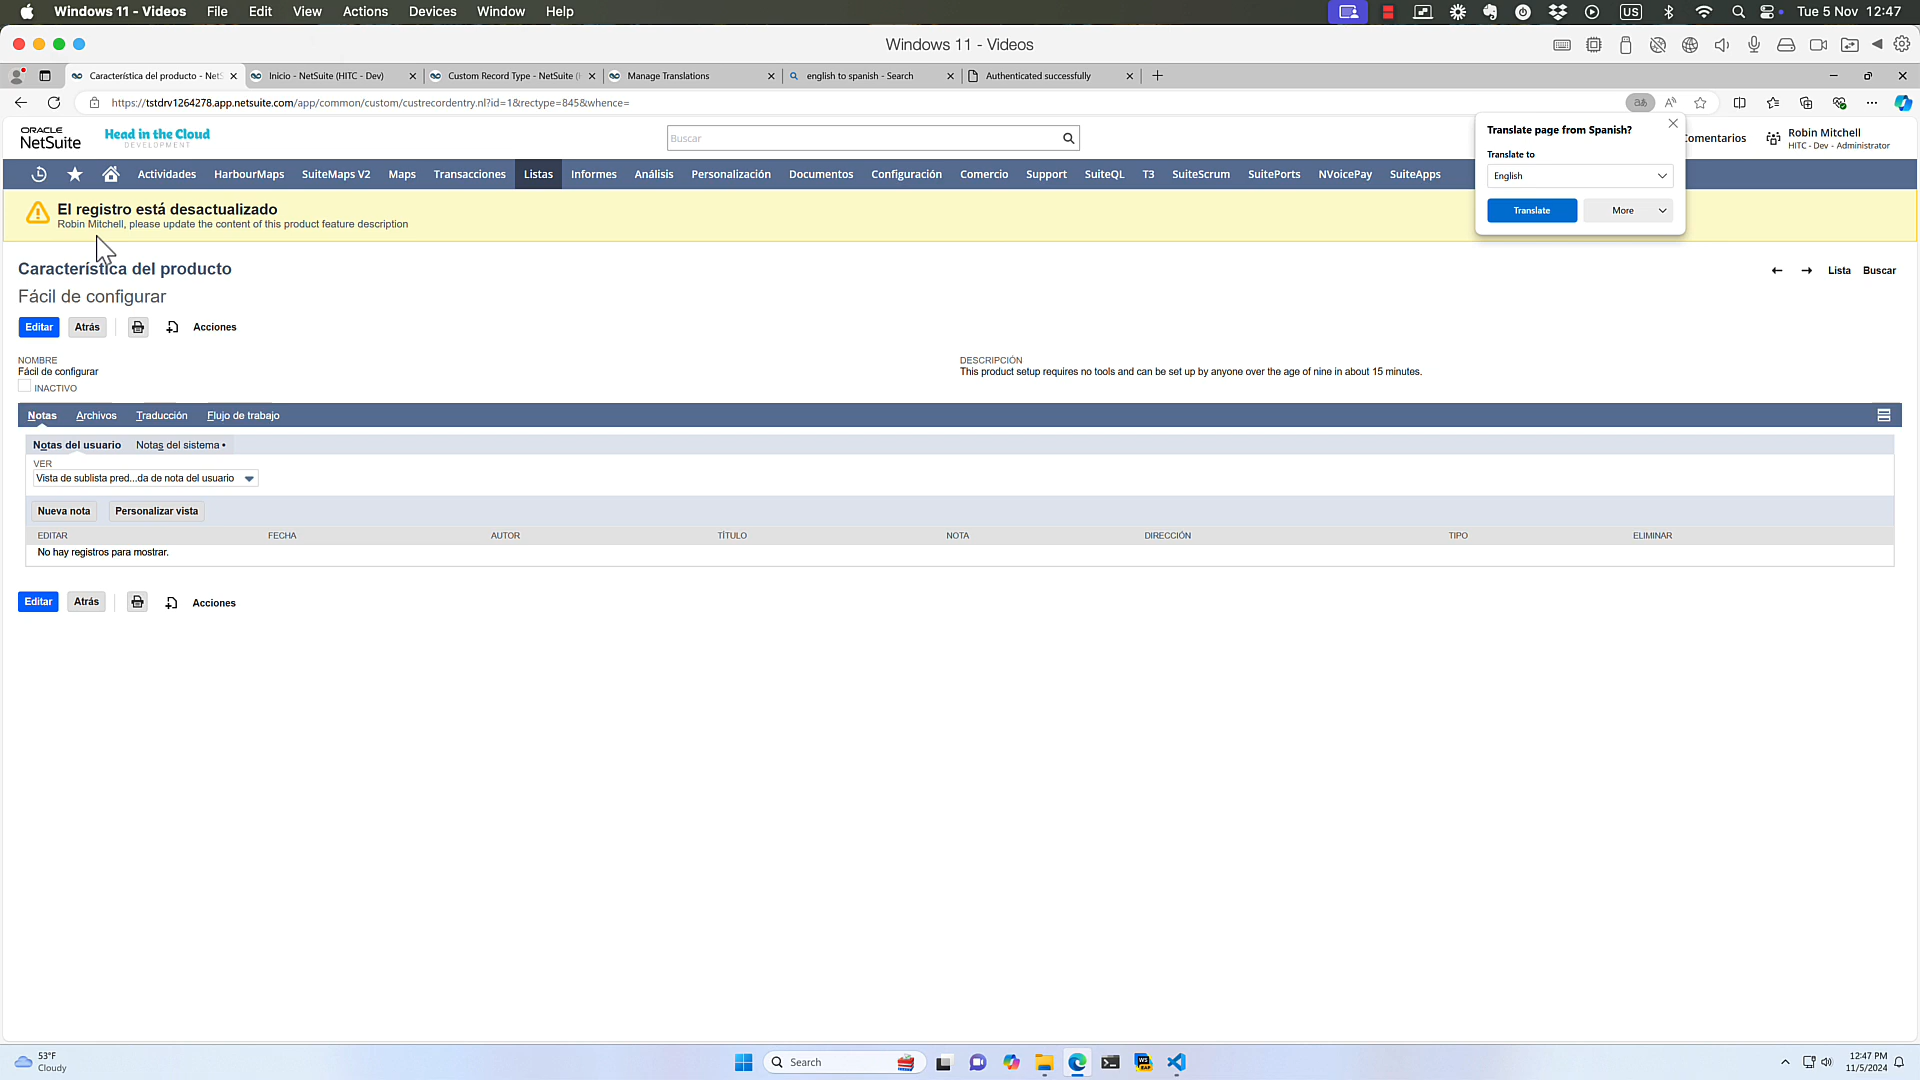 Windows 11 - Videos File Edit View Actions Devices Window Help US Tue 5 Nov 12:47
Windows 11 - Videos
Característica del producto - Net Inicio - NetSuite (HITC - Dev) Custom Record Type - NetSuite ( Manage Translations english to spanish - Search Authenticated successfully
https://tstdrv1264278.app.netsuite.com/app/common/custom/custrecordentry.nl?id=1&rectype=845&whence=
ORACLE
NetSuite
Head in the Cloud
DEVELOPMENT
Buscar
Comentarios
Robin Mitchell
HITC - Dev - Administrator
Translate page from Spanish?
Translate to
English
Translate More
Actividades HarbourMaps SuiteMaps V2 Maps Transacciones Listas Informes Análisis Personalización Documentos Configuración Comercio Support SuiteQL T3 SuiteScrum SuitePorts NVoicePay SuiteApps
El registro está desactualizado
Robin Mitchell, please update the content of this product feature description
Característica del producto
Lista Buscar
Fácil de configurar
Editar Atrás Acciones
NOMBRE
Fácil de configurar
INACTIVO
DESCRIPCIÓN
This product setup requires no tools and can be set up by anyone over the age of nine in about 15 minutes.
Notas Archivos Traducción Flujo de trabajo
Notas del usuario Notas del sistema •
VER
Vista de sublista pred...da de nota del usuario
Nueva nota Personalizar vista
EDITAR FECHA AUTOR TÍTULO NOTA DIRECCIÓN TIPO ELIMINAR
No hay registros para mostrar.
Editar Atrás Acciones
53°F
Cloudy
Search
12:47 PM
11/5/2024